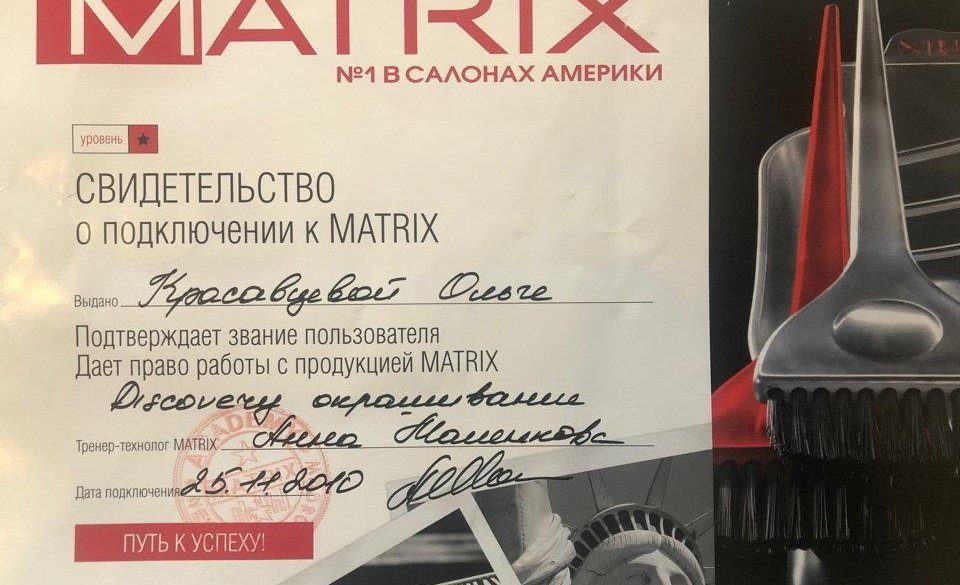 MATRIX
№1 В САЛОНАХ АМЕРИКИ
уровень
СВИДЕТЕЛЬСТВО
о подключении к MATRIX
Выдано Красавцевой Ольге
Подтверждает звание пользователя
Дает право работы с продукцией MATRIX
Discovery окрашивание
Тренер-технолог MATRIX Анна
Дата подключения 25.11.2010
ПУТЬ К УСПЕХУ!